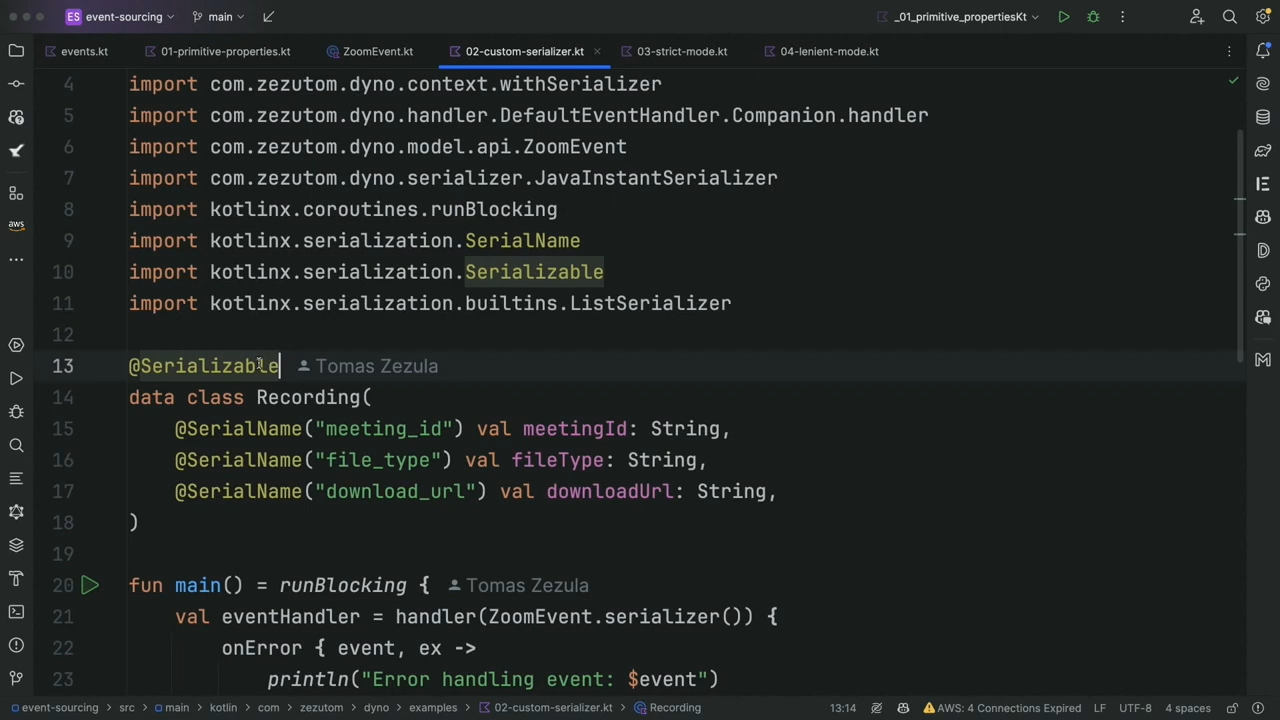 ES event-sourcing main _01_primitive_propertiesKt
events.kt 01-primitive-properties.kt ZoomEvent.kt 02-custom-serializer.kt 03-strict-mode.kt 04-lenient-mode.kt
4 import com.zezutom.dyno.context.withSerializer
5 import com.zezutom.dyno.handler.DefaultEventHandler.Companion.handler
6 import com.zezutom.dyno.model.api.ZoomEvent
7 import com.zezutom.dyno.serializer.JavaInstantSerializer
8 import kotlinx.coroutines.runBlocking
9 import kotlinx.serialization.SerialName
10 import kotlinx.serialization.Serializable
11 import kotlinx.serialization.builtins.ListSerializer
12
13 @Serializable Tomas Zezula
14 data class Recording(
15 @SerialName("meeting_id") val meetingId: String,
16 @SerialName("file_type") val fileType: String,
17 @SerialName("download_url") val downloadUrl: String,
18 )
19
20 fun main() = runBlocking { Tomas Zezula
21 val eventHandler = handler(ZoomEvent.serializer()) {
22 onError { event, ex ->
23 println("Error handling event: $event")
aws
event-sourcing > src > main > kotlin > com > zezutom > dyno > examples > 02-custom-serializer.kt > Recording 13:14 AWS: 4 Connections Expired LF UTF-8 4 spaces